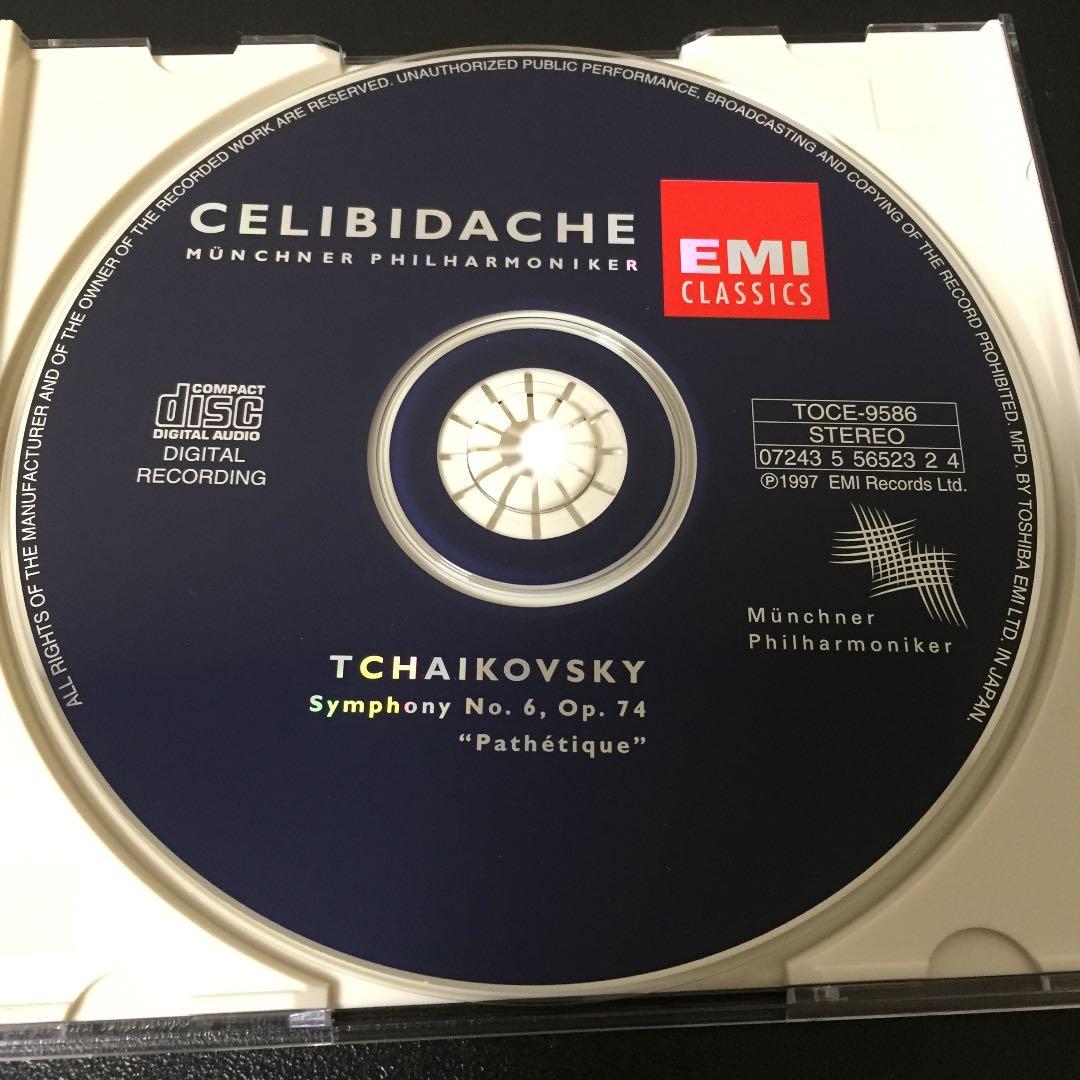 ALL RIGHTS OF THE MANUFACTURER AND OF THE OWNER OF THE RECORDED WORK ARE RESERVED. UNAUTHORIZED PUBLIC PERFORMANCE, BROADCASTING AND COPYING OF THE RECORD PROHIBITED. MFD. BY TOSHIBA EMI LTD. IN JAPAN.
CELIBIDACHE
MÜNCHNER PHILHARMONIKER
EMI
CLASSICS
COMPACT
disc
DIGITAL AUDIO
DIGITAL
RECORDING
TOCE-9586
STEREO
07243 5 56523 2 4
Ⓟ1997 EMI Records Ltd.
Münchner
Philharmoniker
TCHAIKOVSKY
Symphony No. 6, Op. 74
“Pathétique”